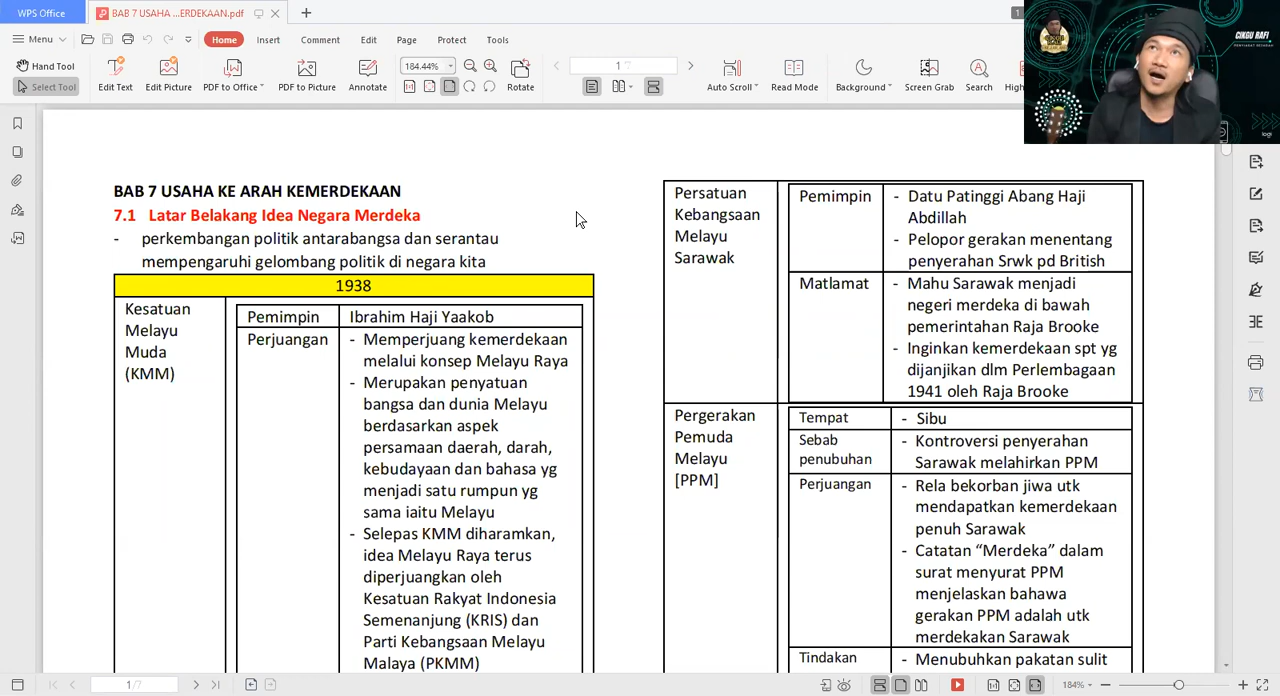 WPS Office
BAB 7 USAHA ...ERDEKAAN.pdf
1
Menu
Home
Insert
Comment
Edit
Page
Protect
Tools
Hand Tool
Select Tool
Edit Text
Edit Picture
PDF to Office
PDF to Picture
Annotate
184.44%
Rotate
1/7
Auto Scroll
Read Mode
Background
Screen Grab
Search
High
CIKGU RAFI
logi
BAB 7 USAHA KE ARAH KEMERDEKAAN
7.1 Latar Belakang Idea Negara Merdeka
- perkembangan politik antarabangsa dan serantau
mempengaruhi gelombang politik di negara kita
1938
Kesatuan
Melayu
Muda
(KMM)
Pemimpin
Ibrahim Haji Yaakob
Perjuangan
- Memperjuang kemerdekaan
melalui konsep Melayu Raya
- Merupakan penyatuan
bangsa dan dunia Melayu
berdasarkan aspek
persamaan daerah, darah,
kebudayaan dan bahasa yg
menjadi satu rumpun yg
sama iaitu Melayu
- Selepas KMM diharamkan,
idea Melayu Raya terus
diperjuangkan oleh
Kesatuan Rakyat Indonesia
Semenanjung (KRIS) dan
Parti Kebangsaan Melayu
Malaya (PKMM)
Persatuan
Kebangsaan
Melayu
Sarawak
Pemimpin
- Datu Patinggi Abang Haji
Abdillah
- Pelopor gerakan menentang
penyerahan Srwk pd British
Matlamat
- Mahu Sarawak menjadi
negeri merdeka di bawah
pemerintahan Raja Brooke
- Inginkan kemerdekaan spt yg
dijanjikan dlm Perlembagaan
1941 oleh Raja Brooke
Pergerakan
Pemuda
Melayu
[PPM]
Tempat
- Sibu
Sebab
penubuhan
- Kontroversi penyerahan
Sarawak melahirkan PPM
Perjuangan
- Rela bekorban jiwa utk
mendapatkan kemerdekaan
penuh Sarawak
- Catatan “Merdeka” dalam
surat menyurat PPM
menjelaskan bahawa
gerakan PPM adalah utk
merdekakan Sarawak
Tindakan
- Menubuhkan pakatan sulit
1/7
184%